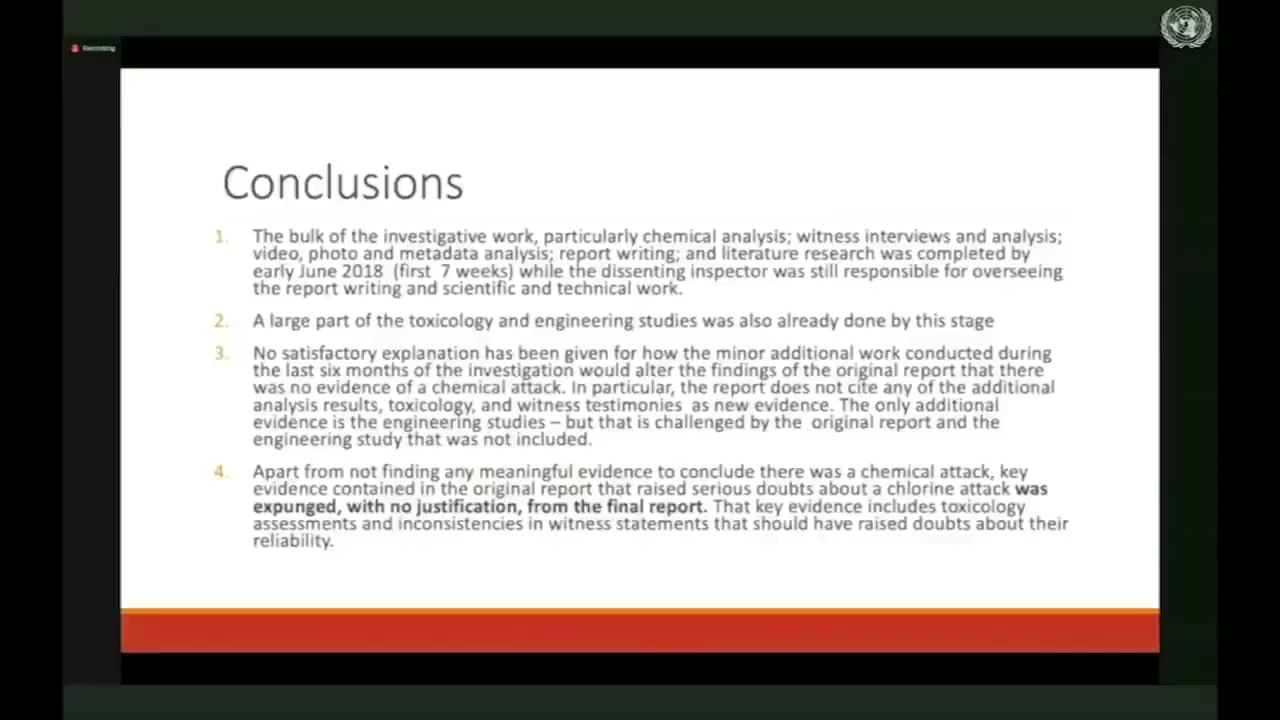 Recording
Conclusions
1. The bulk of the investigative work, particularly chemical analysis; witness interviews and analysis;
video, photo and metadata analysis; report writing; and literature research was completed by
early June 2018 (first 7 weeks) while the dissenting inspector was still responsible for overseeing
the report writing and scientific and technical work.
2. A large part of the toxicology and engineering studies was also already done by this stage
3. No satisfactory explanation has been given for how the minor additional work conducted during
the last six months of the investigation would alter the findings of the original report that there
was no evidence of a chemical attack. In particular, the report does not cite any of the additional
analysis results, toxicology, and witness testimonies as new evidence. The only additional
evidence is the engineering studies – but that is challenged by the original report and the
engineering study that was not included.
4. Apart from not finding any meaningful evidence to conclude there was a chemical attack, key
evidence contained in the original report that raised serious doubts about a chlorine attack was
expunged, with no justification, from the final report. That key evidence includes toxicology
assessments and inconsistencies in witness statements that should have raised doubts about their
reliability.